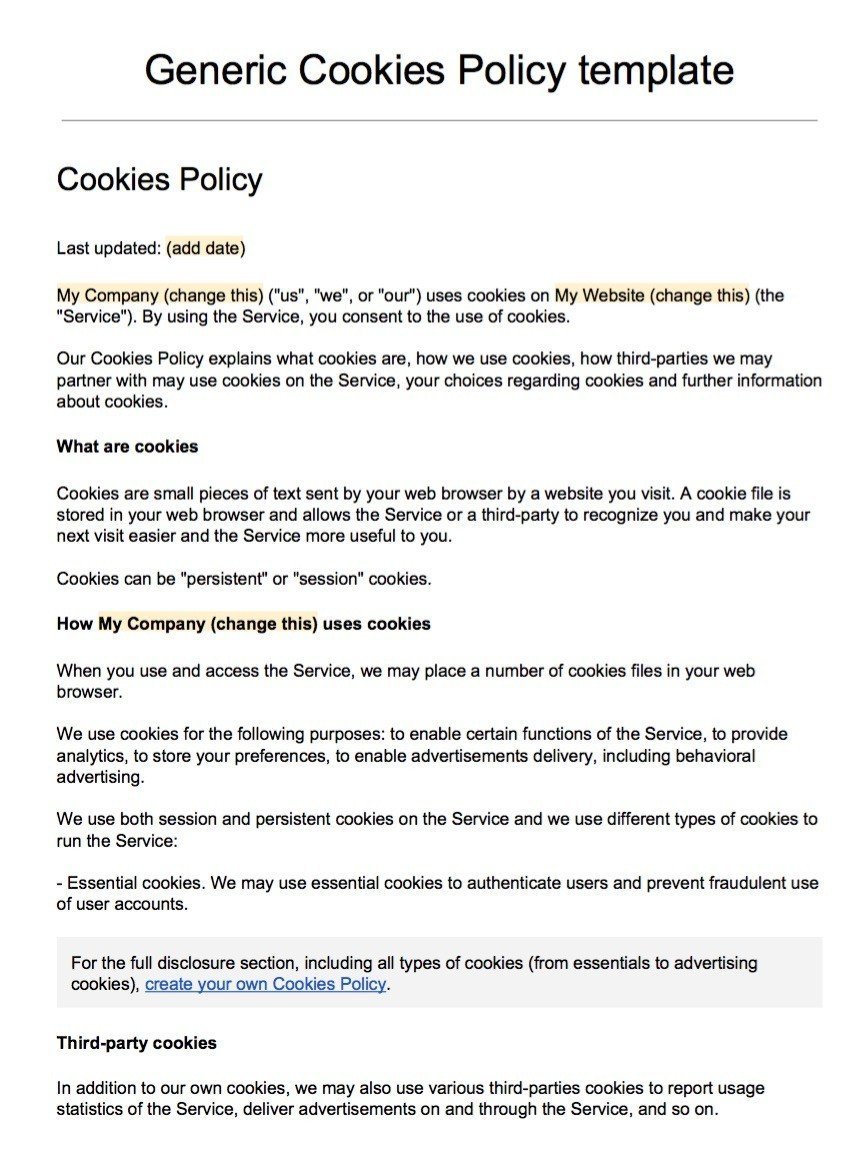 Generic Cookies Policy template
Cookies Policy
Last updated: (add date)
My Company (change this) ("us", "we", or "our") uses cookies on My Website (change this) (the
"Service"). By using the Service, you consent to the use of cookies.
Our Cookies Policy explains what cookies are, how we use cookies, how third-parties we may
partner with may use cookies on the Service, your choices regarding cookies and further information
about cookies.
What are cookies
Cookies are small pieces of text sent by your web browser by a website you visit. A cookie file is
stored in your web browser and allows the Service or a third-party to recognize you and make your
next visit easier and the Service more useful to you.
Cookies can be "persistent" or "session" cookies.
How My Company (change this) uses cookies
When you use and access the Service, we may place a number of cookies files in your web
browser.
We use cookies for the following purposes: to enable certain functions of the Service, to provide
analytics, to store your preferences, to enable advertisements delivery, including behavioral
advertising.
We use both session and persistent cookies on the Service and we use different types of cookies to
run the Service:
- Essential cookies. We may use essential cookies to authenticate users and prevent fraudulent use
of user accounts.
For the full disclosure section, including all types of cookies (from essentials to advertising
cookies), create your own Cookies Policy.
Third-party cookies
In addition to our own cookies, we may also use various third-parties cookies to report usage
statistics of the Service, deliver advertisements on and through the Service, and so on.